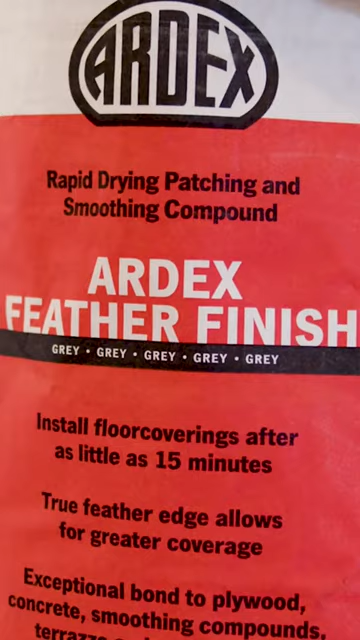 ARDEX
Rapid Drying Patching and
Smoothing Compound
ARDEX
FEATHER FINISH
GREY • GREY • GREY • GREY • GREY
Install floorcoverings after
as little as 15 minutes
True feather edge allows
for greater coverage
Exceptional bond to plywood,
concrete, smoothing compounds,
terrazzo